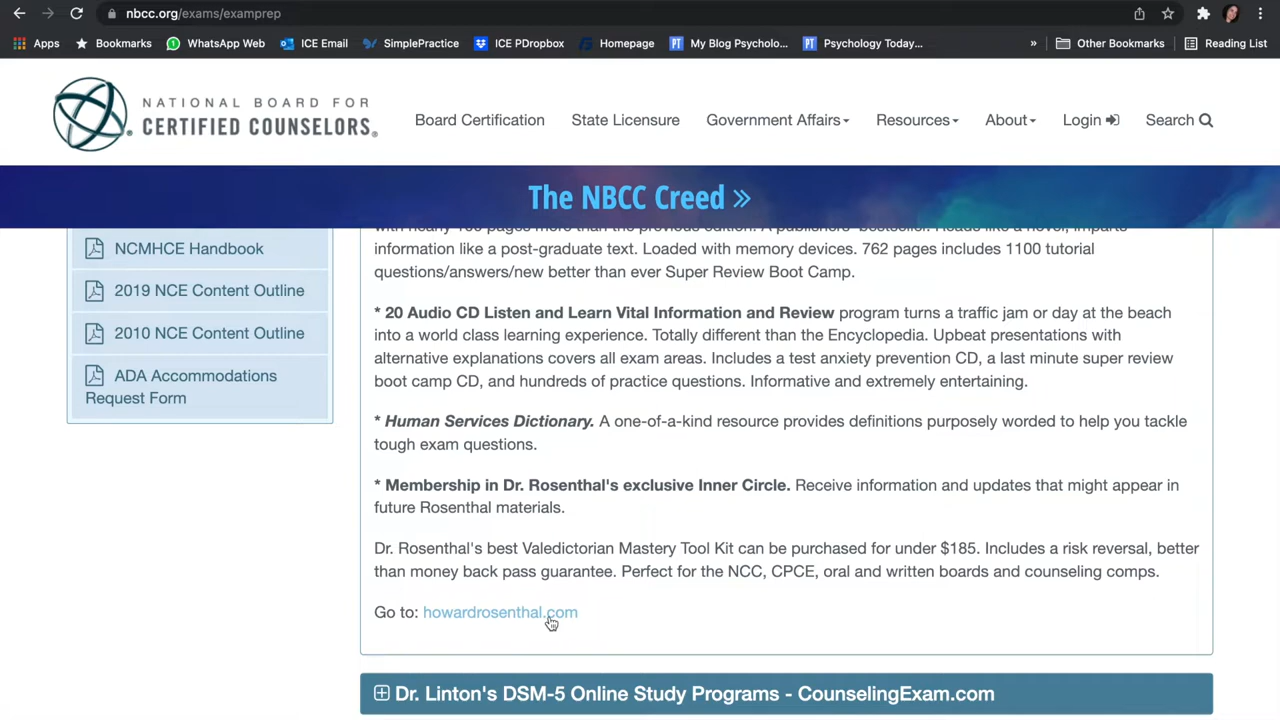 nbcc.org/exams/examprep
Apps
Bookmarks
WhatsApp Web
ICE Email
SimplePractice
ICE PDropbox
Homepage
My Blog Psycholo...
Psychology Today...
»
Other Bookmarks
Reading List
NATIONAL BOARD FOR
CERTIFIED COUNSELORS.
Board Certification
State Licensure
Government Affairs
Resources
About
Login
Search
The NBCC Creed »
NCMHCE Handbook
2019 NCE Content Outline
2010 NCE Content Outline
ADA Accommodations
Request Form
information like a post-graduate text. Loaded with memory devices. 762 pages includes 1100 tutorial
questions/answers/new better than ever Super Review Boot Camp.
* 20 Audio CD Listen and Learn Vital Information and Review program turns a traffic jam or day at the beach
into a world class learning experience. Totally different than the Encyclopedia. Upbeat presentations with
alternative explanations covers all exam areas. Includes a test anxiety prevention CD, a last minute super review
boot camp CD, and hundreds of practice questions. Informative and extremely entertaining.
* Human Services Dictionary. A one-of-a-kind resource provides definitions purposely worded to help you tackle
tough exam questions.
* Membership in Dr. Rosenthal's exclusive Inner Circle. Receive information and updates that might appear in
future Rosenthal materials.
Dr. Rosenthal's best Valedictorian Mastery Tool Kit can be purchased for under $185. Includes a risk reversal, better
than money back pass guarantee. Perfect for the NCC, CPCE, oral and written boards and counseling comps.
Go to: howardrosenthal.com
Dr. Linton's DSM-5 Online Study Programs - CounselingExam.com